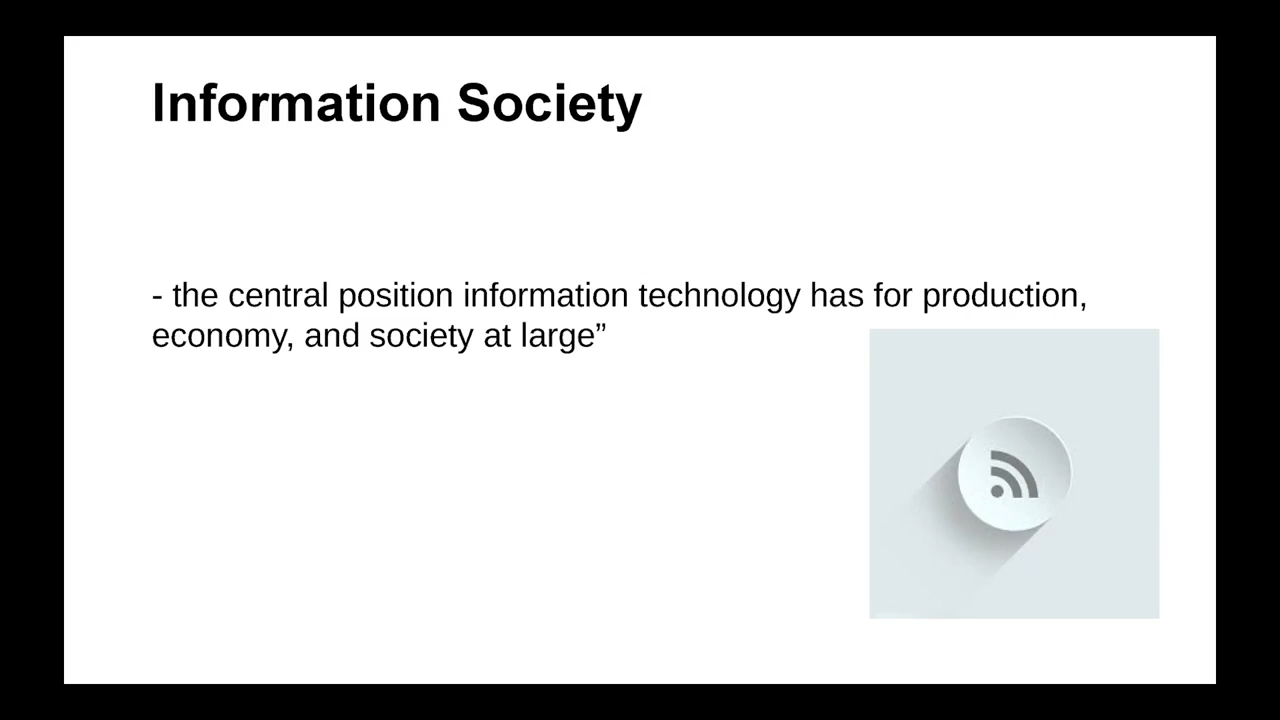 Information Society
- the central position information technology has for production,
economy, and society at large”